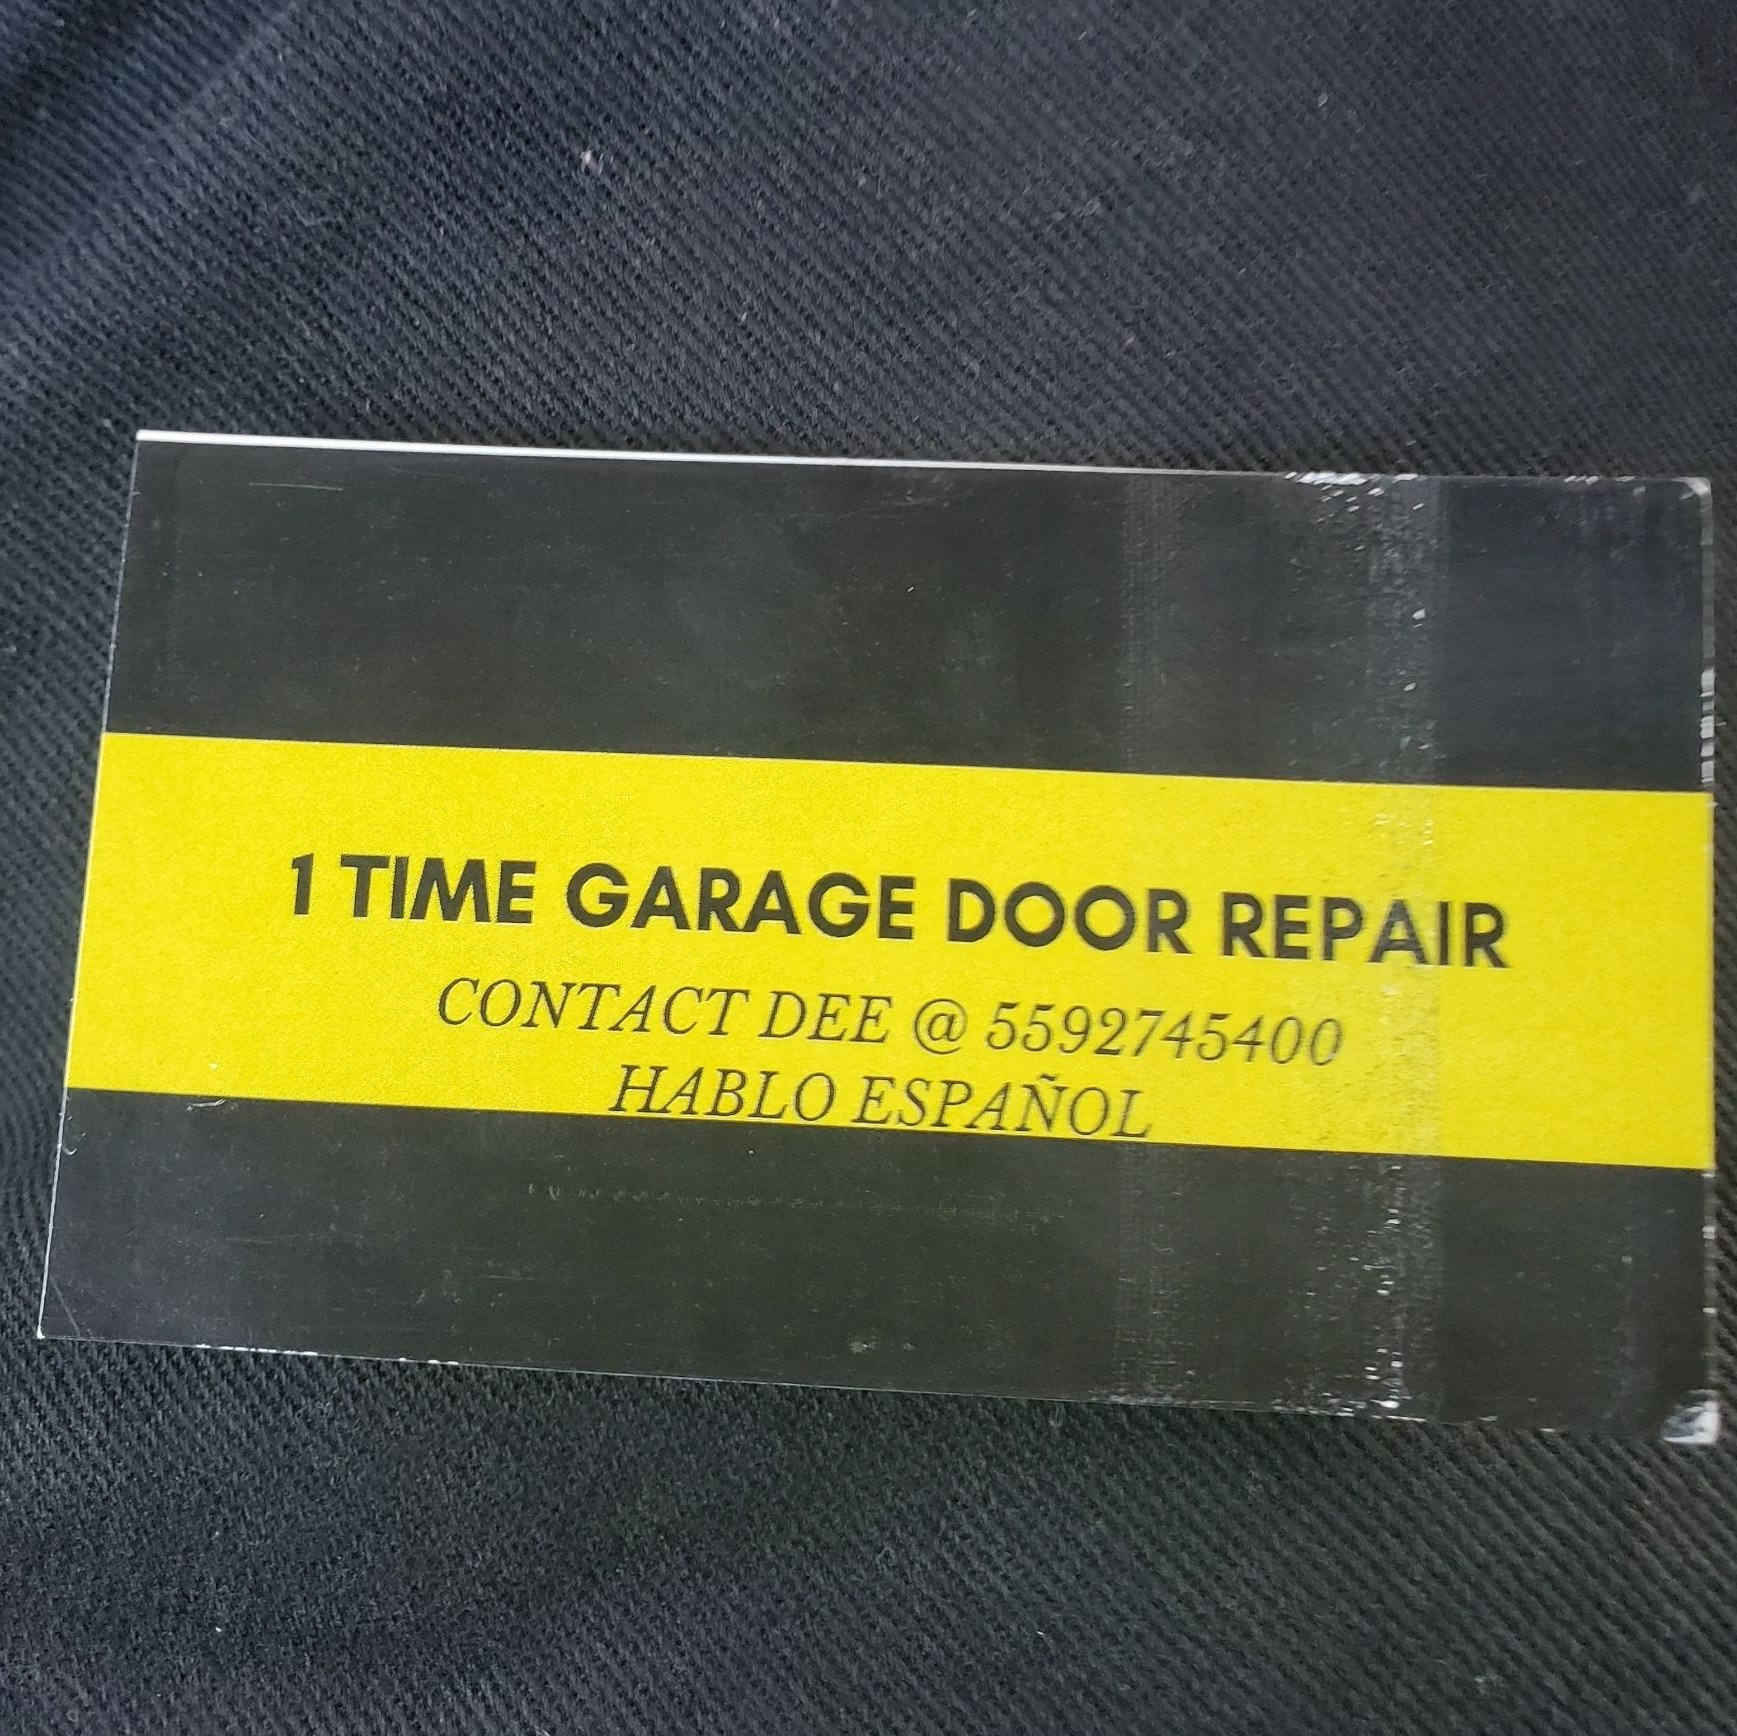 1 TIME GARAGE DOOR REPAIR
CONTACT DEE @ 5592745400
HABLO ESPAÑOL